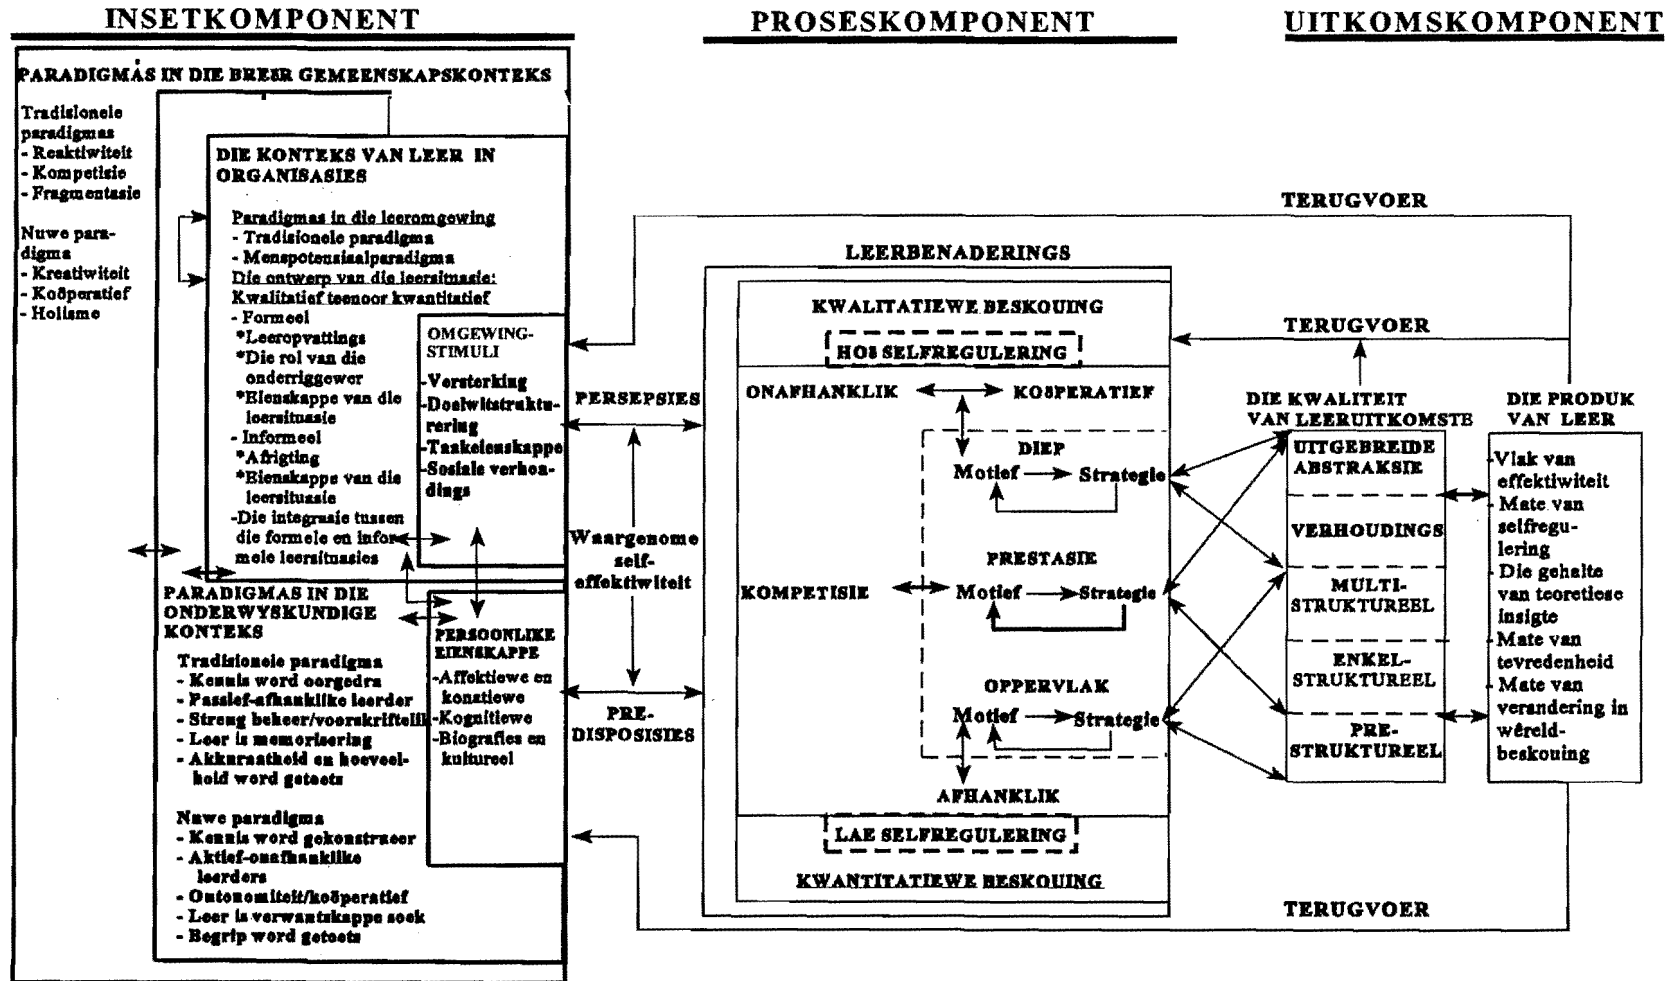 INSETKOMPONENT
PROSESKOMPONENT
UITKOMSKOMPONENT
PARADIGMAS IN DIE BREËR GEMEENSKAPSKONTEKS
Tradisionele
paradigmas
- Reaktiwiteit
- Kompetisie
- Fragmentasie
Nuwe para-
digma
- Kreatiwiteit
- Koöperatief
- Holisme
DIE KONTEKS VAN LEER IN
ORGANISASIES
Paradigmas in die leeromgewing
- Tradisionele paradigma
- Menspotensiaalparadigma
Die ontwerp van die leersituasie:
Kwalitatief teenoor kwantitatief
- Formeel
*Leeropvattings
*Die rol van die
onderriggewer
*Eienskappe van die
leersituasie
- Informeel
*Afrigting
*Eienskappe van die
leersituasie
-Die integrasie tussen
die formele en infor-
mele leersituasies
OMGEWING-
STIMULI
-Versterking
-Doelwitstruktu-
rering
-Taakeienskappe
-Sosiale verhou-
dings
PARADIGMAS IN DIE
ONDERWYSKUNDIGE
KONTEKS
Tradisionele paradigma
- Kennis word oorgedra
- Passief-afhanklike leerder
- Streng beheer/voorskriftelik
- Leer is memorisering
- Akkuraatheid en hoeveel-
heid word getoets
Nuwe paradigma
- Kennis word gekonstrueer
- Aktief-onafhanklike
leerders
- Outonomiteit/koöperatief
- Leer is verwantskappe soek
- Begrip word getoets
PERSOONLIKE
EIENSKAPPE
-Affektiewe en
konatiewe
-Kognitiewe
-Biografies en
kultureel
PERSEPSIES
Waargenome
self-
effektiwiteit
PRE-
DISPOSISIES
LEERBENADERINGS
KWALITATIEWE BESKOUING
HOË SELFREGULERING
ONAFHANKLIK
KOÖPERATIEF
DIEP
Motief
Strategie
PRESTASIE
KOMPETISIE
Motief
Strategie
OPPERVLAK
Motief
Strategie
AFHANKLIK
LAE SELFREGULERING
KWANTITATIEWE BESKOUING
TERUGVOER
TERUGVOER
DIE KWALITEIT
VAN LEERUITKOMSTE
UITGEBREIDE
ABSTRAKSIE
VERHOUDINGS
MULTI-
STRUKTUREEL
ENKEL-
STRUKTUREEL
PRE-
STRUKTUREEL
DIE PRODUK
VAN LEER
-Vlak van
effektiwiteit
- Mate van
selfregu-
lering
- Die gehalte
van teoretiese
insigte
- Mate van
tevredenheid
- Mate van
verandering in
wêreld-
beskouing
TERUGVOER